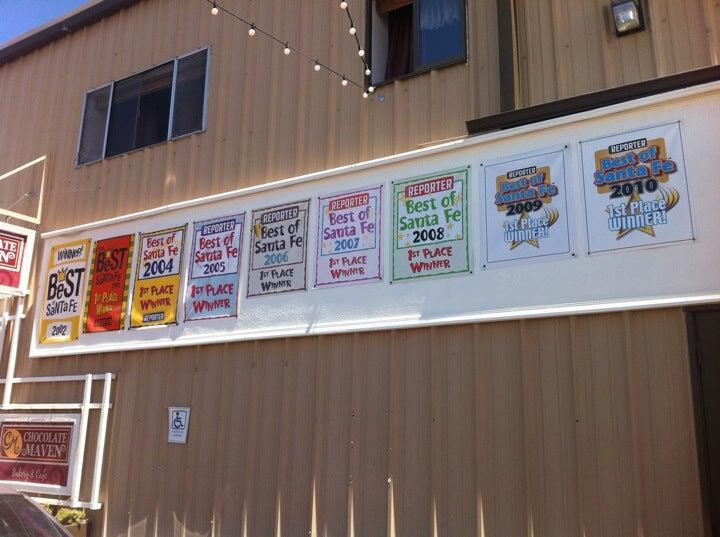 WINNER!
BEST
SANTA FE
2002
BEST
SANTA FE
1ST PLACE
WINNER
Best of
Santa Fe
2004
1ST PLACE
WINNER
REPORTER
REPORTER
Best of
Santa Fe
2005
1ST PLACE
WINNER
REPORTER
Best of
Santa Fe
2006
1ST PLACE
WINNER
REPORTER
Best of
Santa Fe
2007
1ST PLACE
WINNER
REPORTER
Best of
Santa Fe
2008
1ST PLACE
WINNER
REPORTER
Best of
Santa Fe
2009
1st Place
WINNER!
REPORTER
Best of
Santa Fe
2010
1st Place
WINNER!
CM CHOCOLATE
MAVEN
Bakery & Cafe